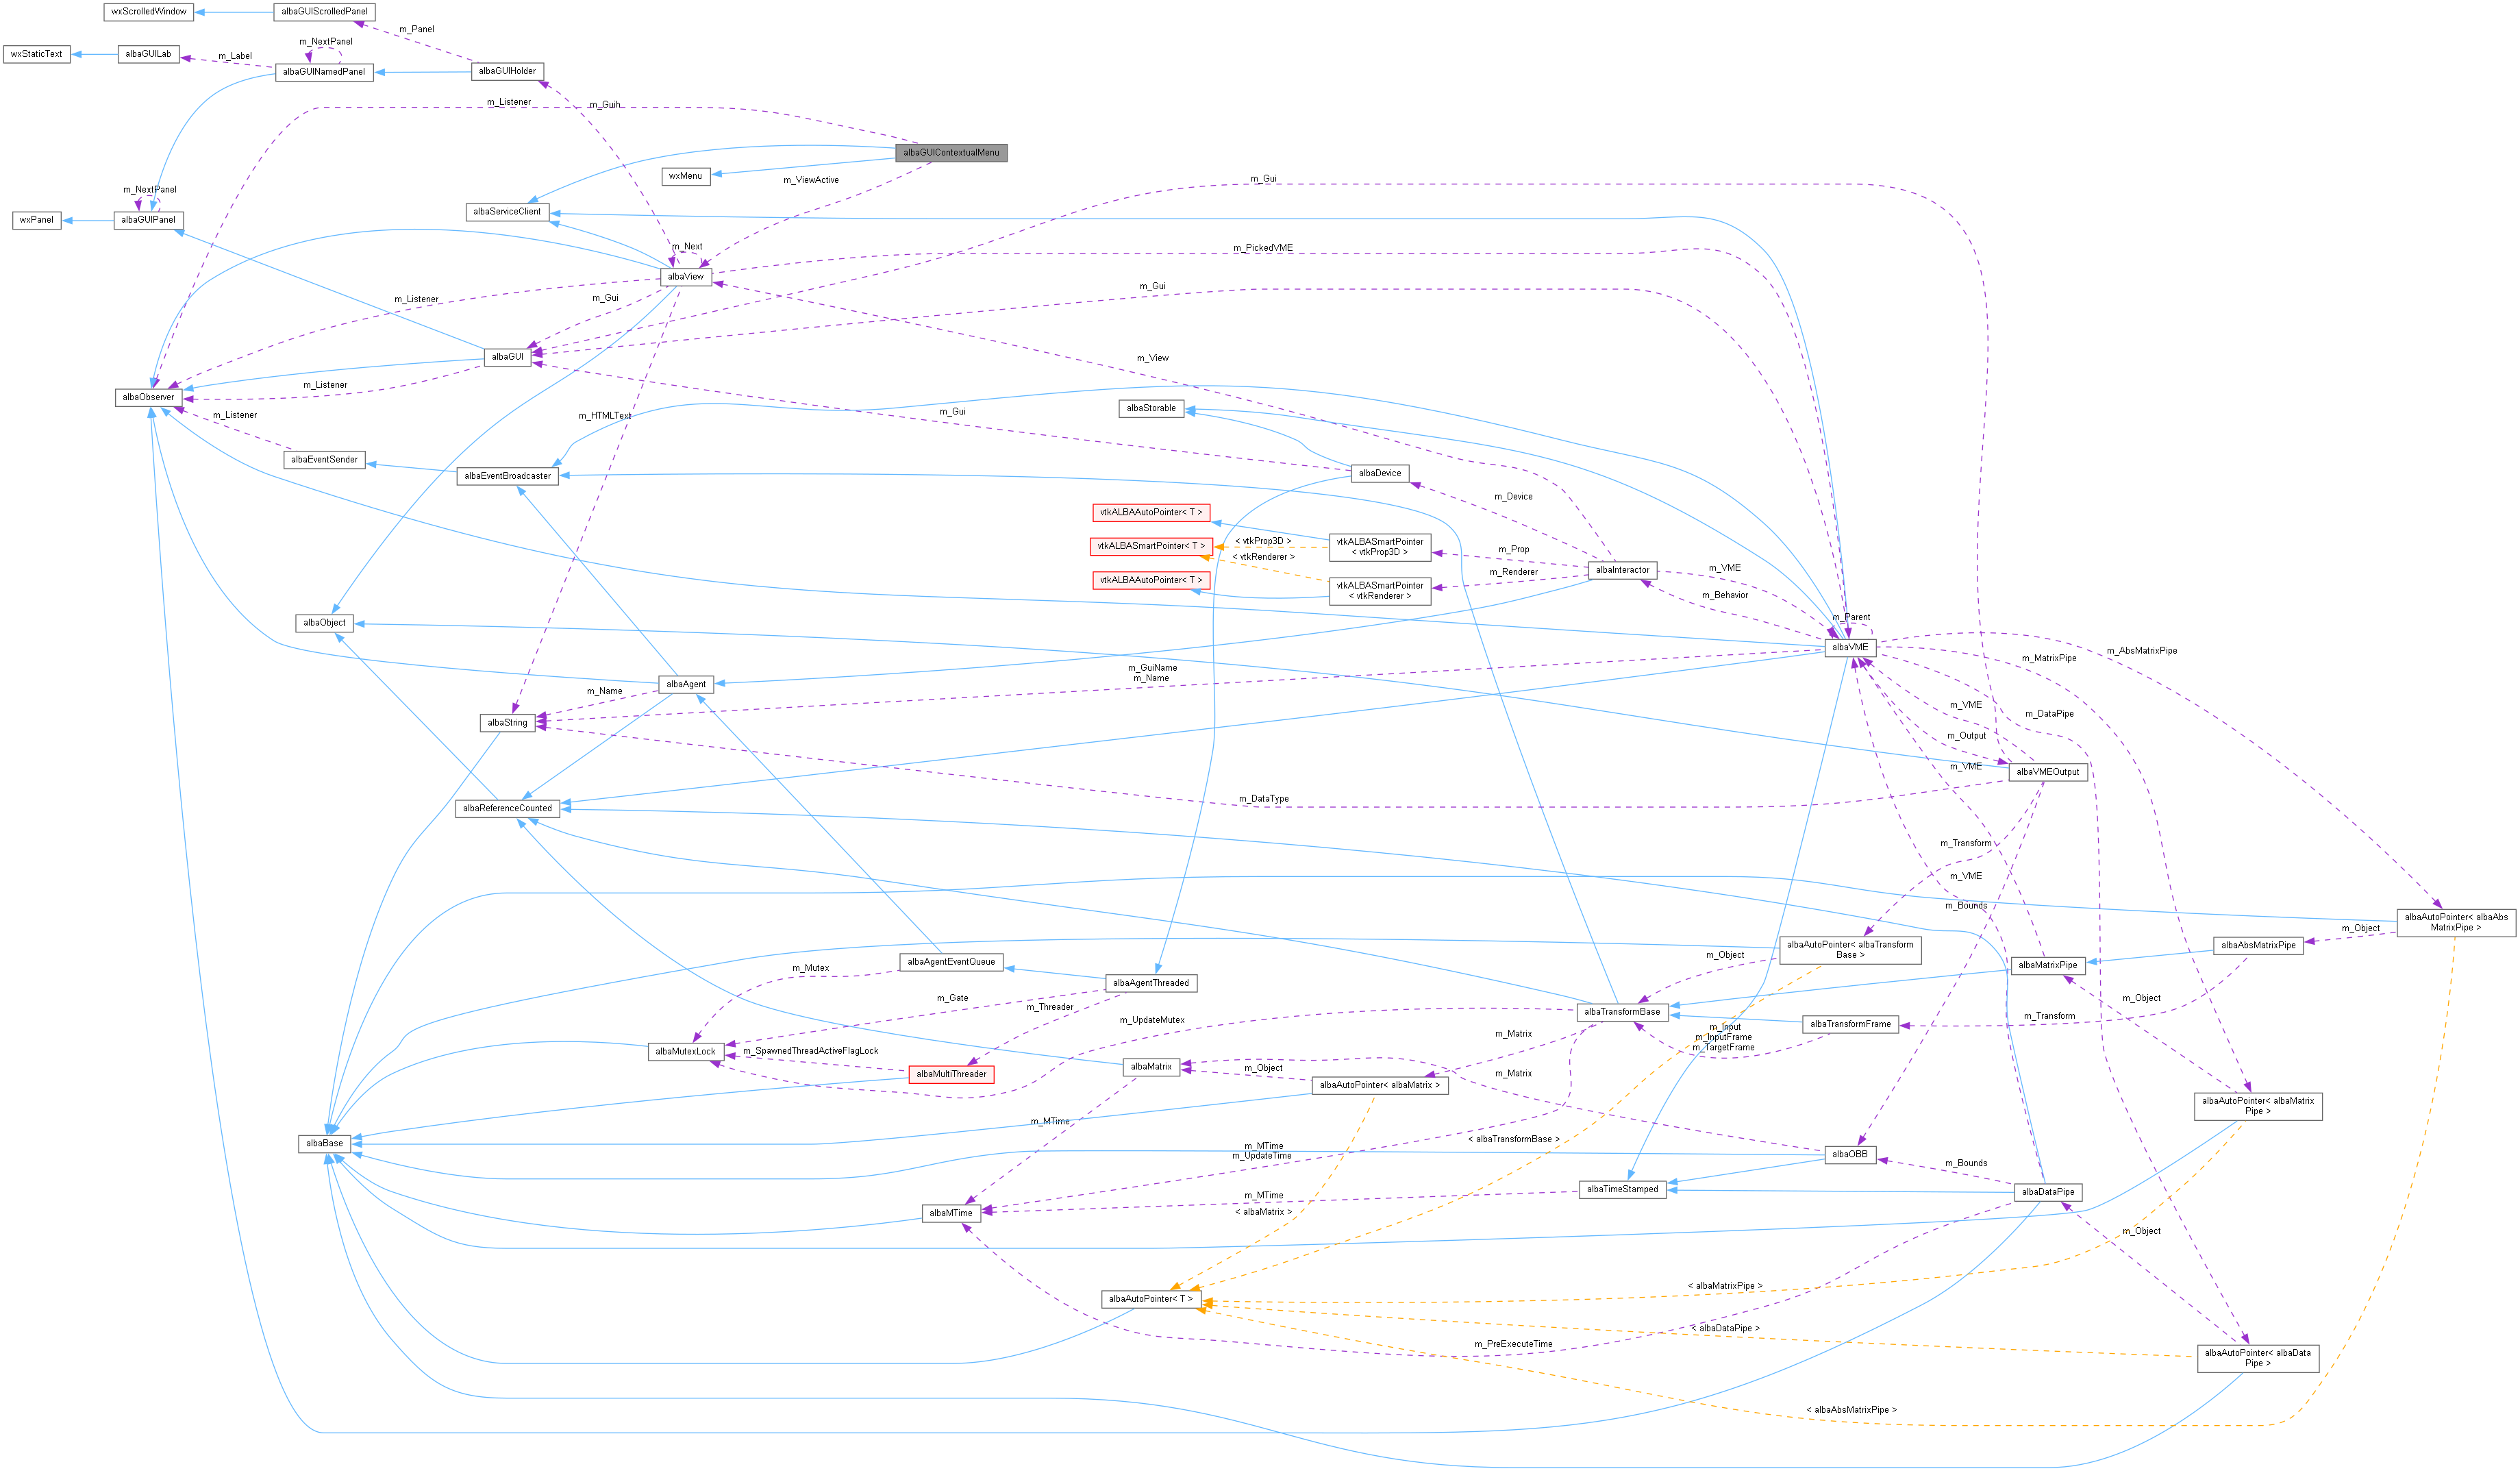 wxScrolledWindow
albaGUIScrolledPanel
m_Panel
m_NextPanel
wxStaticText
albaGUILab
m_Label
albaGUINamedPanel
albaGUIHolder
m_Listener
m_Guih
albaGUIContextualMenu
wxMenu
m_ViewActive
m_Gui
m_NextPanel
wxPanel
albaGUIPanel
albaServiceClient
m_Next
m_PickedVME
albaView
m_Listener
m_Gui
m_Gui
albaGUI
m_View
m_Listener
albaObserver
m_HTMLText
m_Gui
albaStorable
m_Listener
albaEventSender
albaEventBroadcaster
albaDevice
m_Device
vtkALBAAutoPointer< T >
vtkALBASmartPointer< T >
< vtkProp3D >
vtkALBASmartPointer
< vtkProp3D >
m_Prop
< vtkRenderer >
vtkALBAAutoPointer< T >
vtkALBASmartPointer
< vtkRenderer >
m_Renderer
albaInteractor
m_VME
m_Behavior
m_Parent
albaObject
albaVME
m_AbsMatrixPipe
m_MatrixPipe
m_GuiName
m_Name
albaAgent
m_Name
albaString
m_VME
m_DataPipe
m_Output
m_VME
albaVMEOutput
m_DataType
albaReferenceCounted
m_Transform
m_VME
m_Bounds
albaAutoPointer< albaAbs
MatrixPipe >
m_Object
albaAbsMatrixPipe
albaAutoPointer< albaTransform
Base >
m_Object
albaMatrixPipe
albaAgentEventQueue
m_Mutex
albaAgentThreaded
m_Gate
m_Threader
m_UpdateMutex
albaTransformBase
m_Input
m_InputFrame
m_TargetFrame
albaTransformFrame
m_Transform
m_Object
m_Matrix
albaMutexLock
m_SpawnedThreadActiveFlagLock
albaMultiThreader
albaMatrix
m_Object
albaAutoPointer< albaMatrix >
m_Matrix
albaAutoPointer< albaMatrix
Pipe >
m_MTime
albaBase
m_MTime
m_UpdateTime
< albaTransformBase >
albaOBB
m_Bounds
albaTimeStamped
albaDataPipe
m_MTime
< albaMatrix >
albaMTime
m_Object
< albaMatrixPipe >
albaAutoPointer< T >
< albaDataPipe >
m_PreExecuteTime
albaAutoPointer< albaData
Pipe >
< albaAbsMatrixPipe >